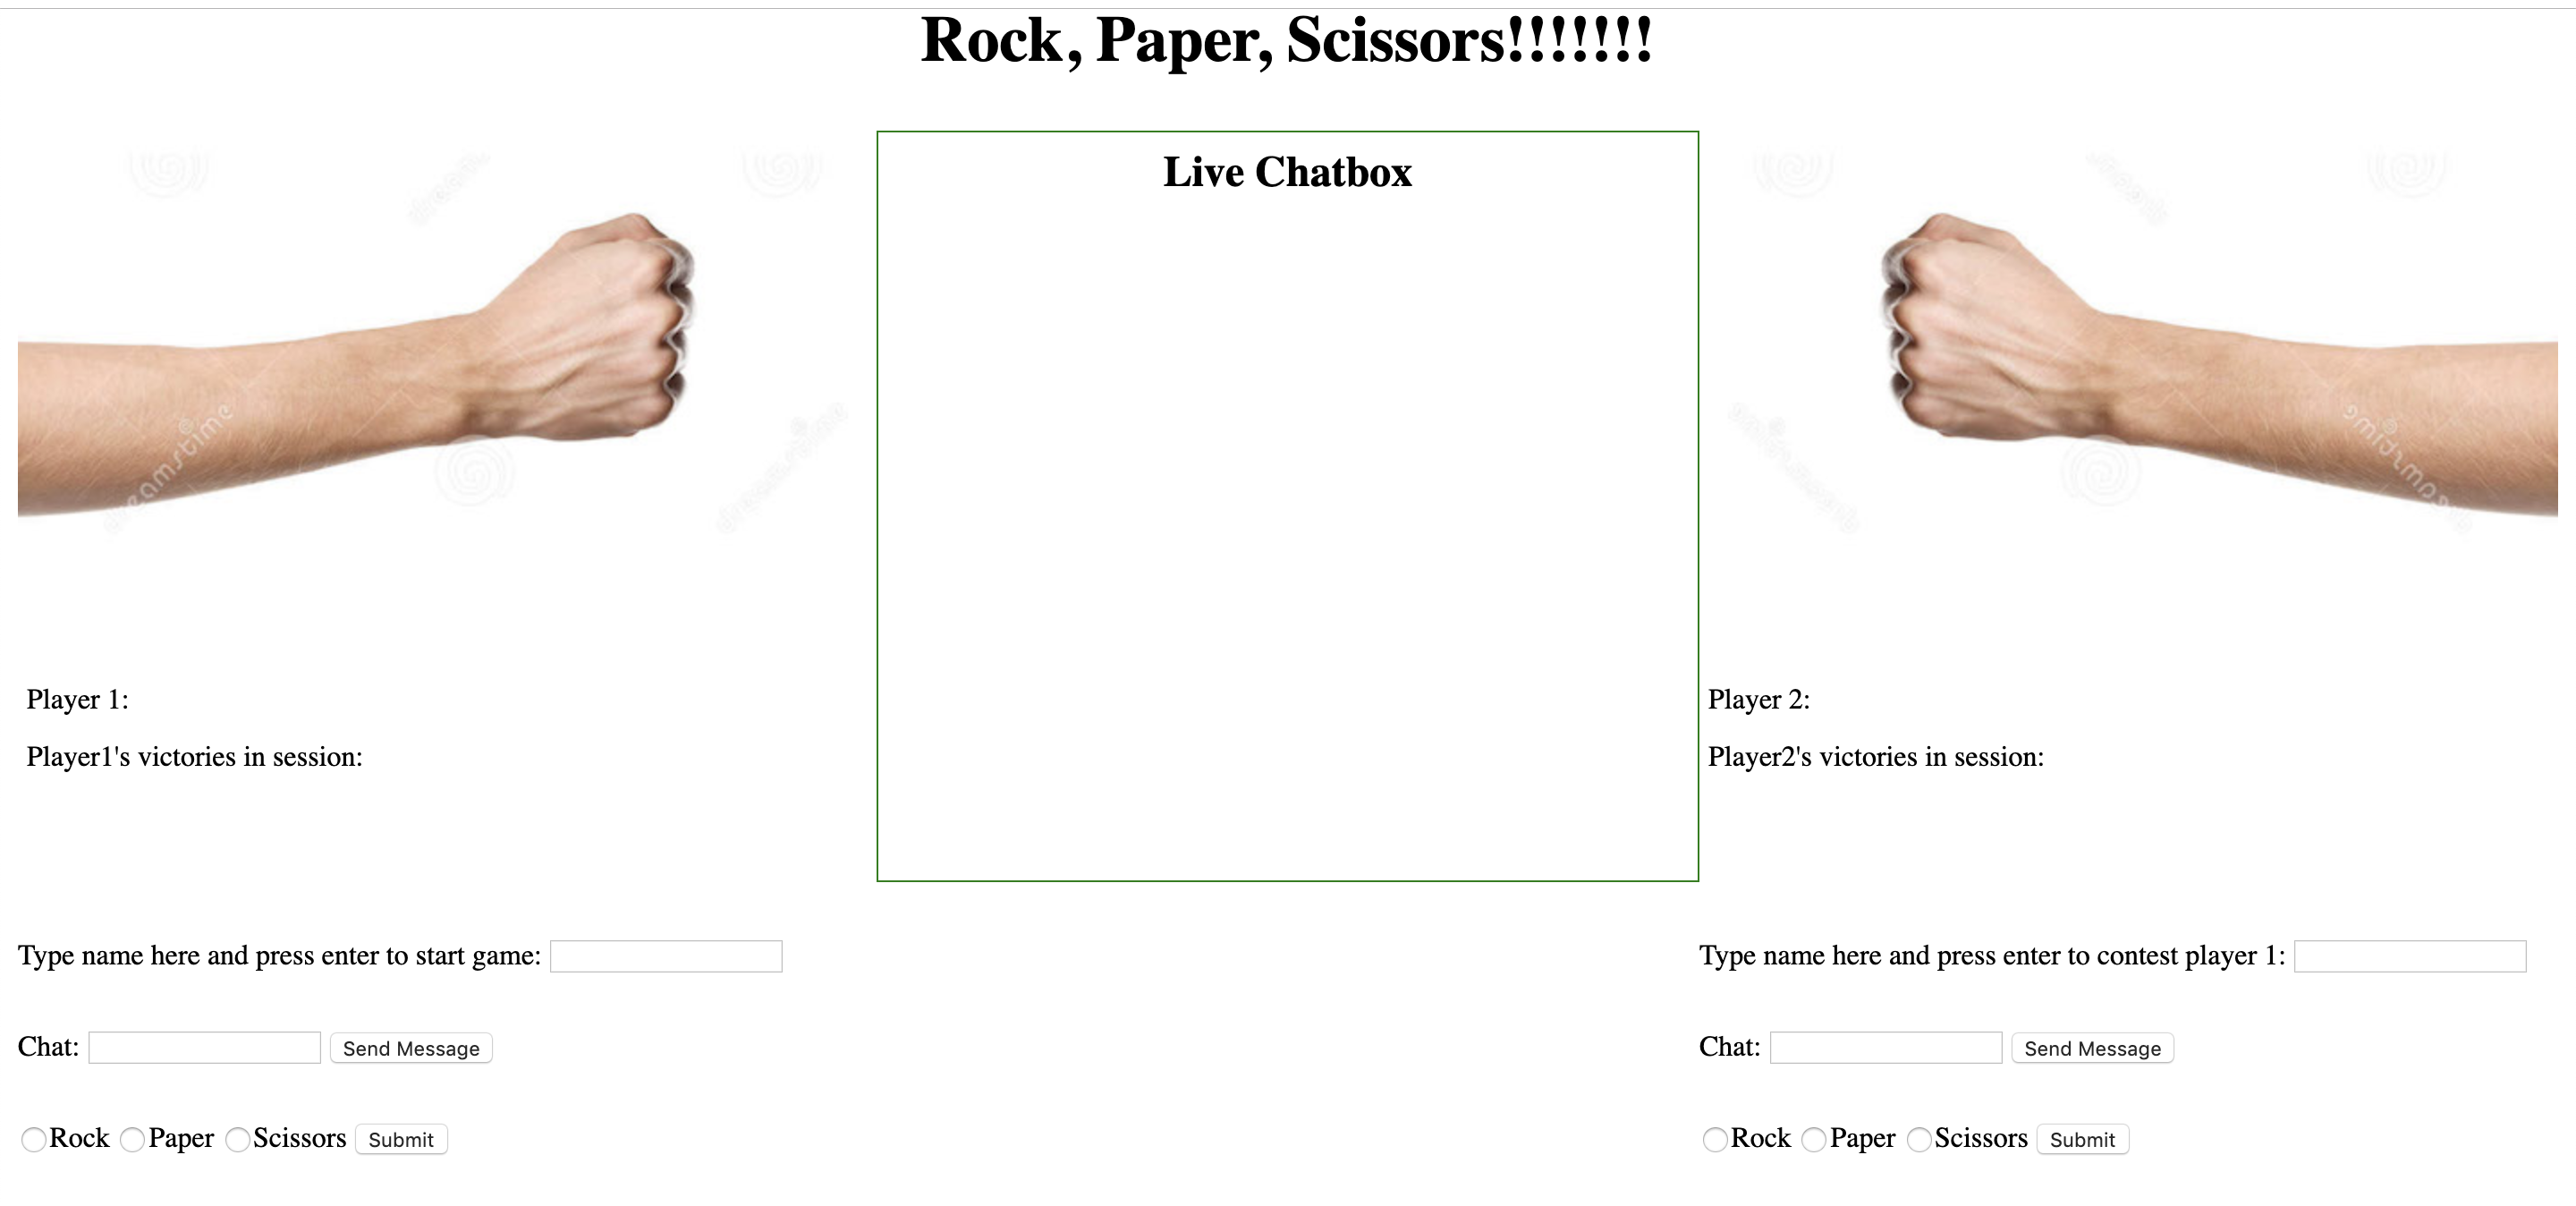 Rock, Paper, Scissors!!!!!!!
Live Chatbox
dreamstime
Player 1:
Player1's victories in session:
Player 2:
Player2's victories in session:
Type name here and press enter to start game:
Chat: Send Message
Rock Paper Scissors Submit
Type name here and press enter to contest player 1:
Chat: Send Message
Rock Paper Scissors Submit